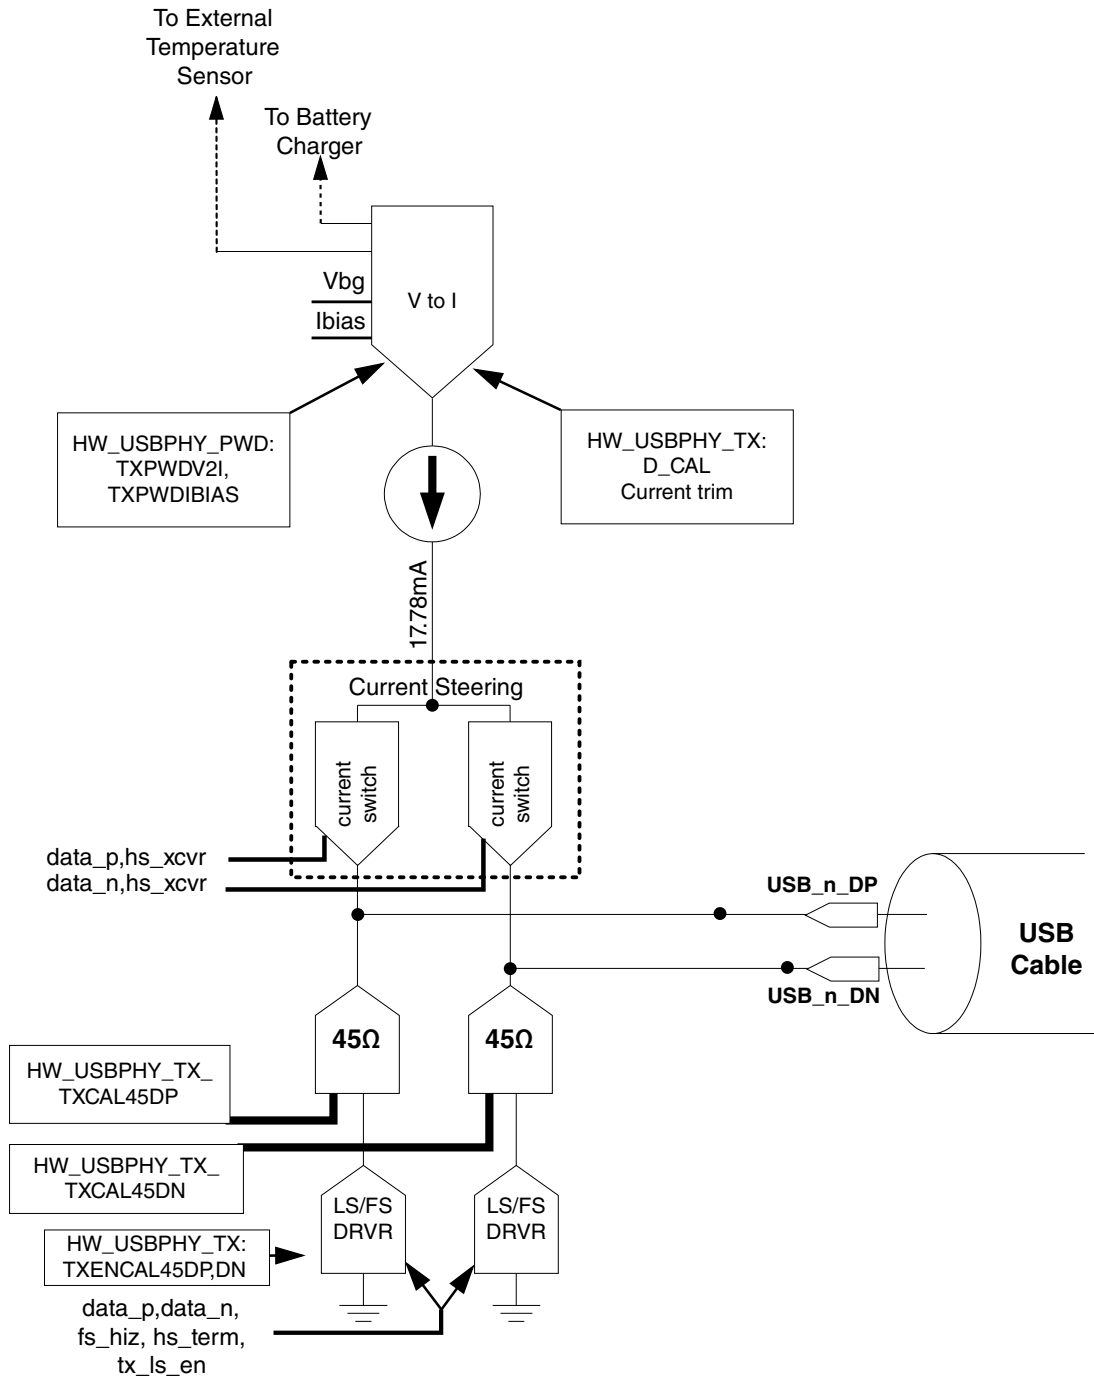 To External
Temperature
Sensor
To Battery
Charger
Vbg
Ibias
V to I
HW_USBPHY_PWD:
TXPWDV2I,
TXPWDIBIAS
HW_USBPHY_TX:
D_CAL
Current trim
17.78mA
Current Steering
current
switch
current
switch
data_p,hs_xcvr
data_n,hs_xcvr
USB_n_DP
USB_n_DN
USB
Cable
45Ω
45Ω
HW_USBPHY_TX_
TXCAL45DP
HW_USBPHY_TX_
TXCAL45DN
LS/FS
DRVR
LS/FS
DRVR
HW_USBPHY_TX:
TXENCAL45DP,DN
data_p,data_n,
fs_hiz, hs_term,
tx_ls_en